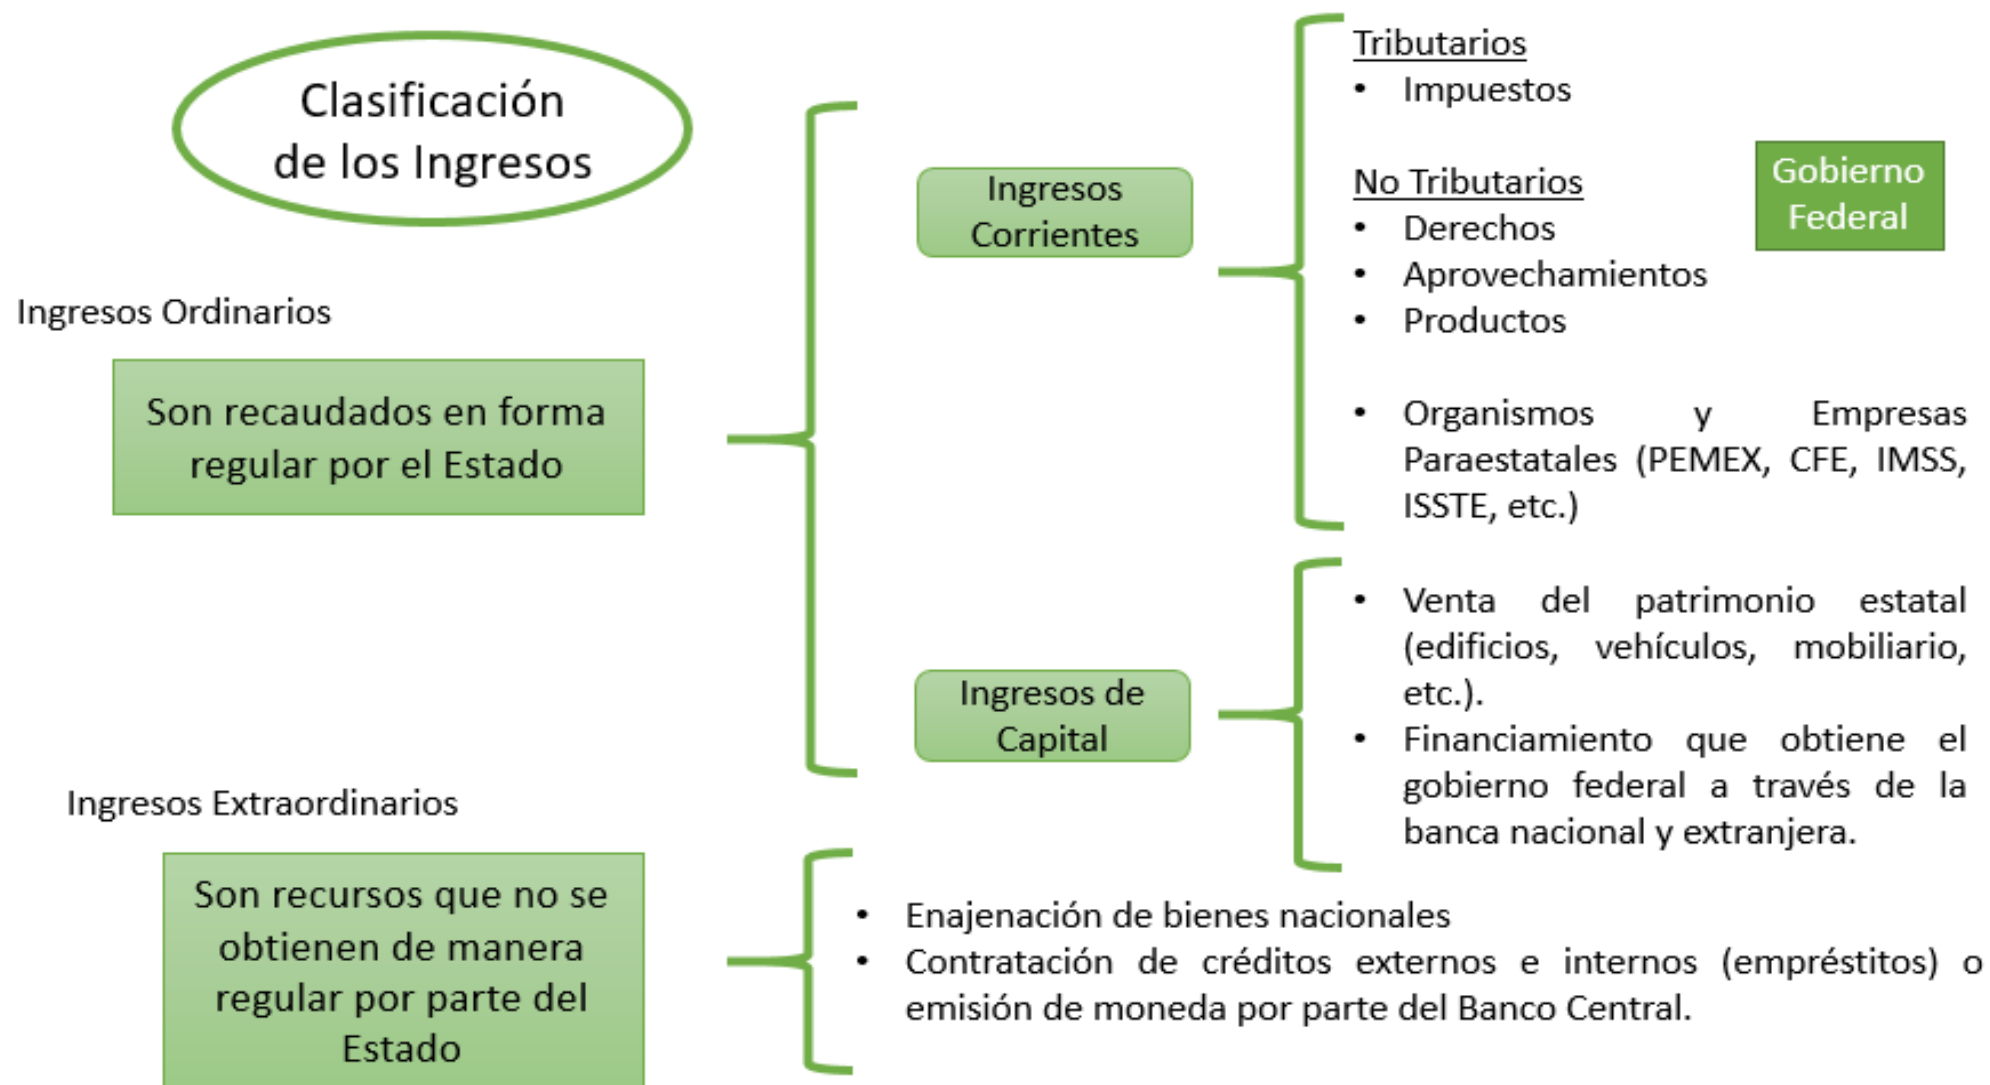 Clasificación
de los Ingresos
Ingresos Ordinarios
Son recaudados en forma
regular por el Estado
Ingresos
Corrientes
Tributarios
• Impuestos
No Tributarios
• Derechos
• Aprovechamientos
• Productos
• Organismos y Empresas
Paraestatales (PEMEX, CFE, IMSS,
ISSTE, etc.)
Gobierno
Federal
Ingresos de
Capital
• Venta del patrimonio estatal
(edificios, vehículos, mobiliario,
etc.).
• Financiamiento que obtiene el
gobierno federal a través de la
banca nacional y extranjera.
Ingresos Extraordinarios
Son recursos que no se
obtienen de manera
regular por parte del
Estado
• Enajenación de bienes nacionales
• Contratación de créditos externos e internos (empréstitos) o
emisión de moneda por parte del Banco Central.